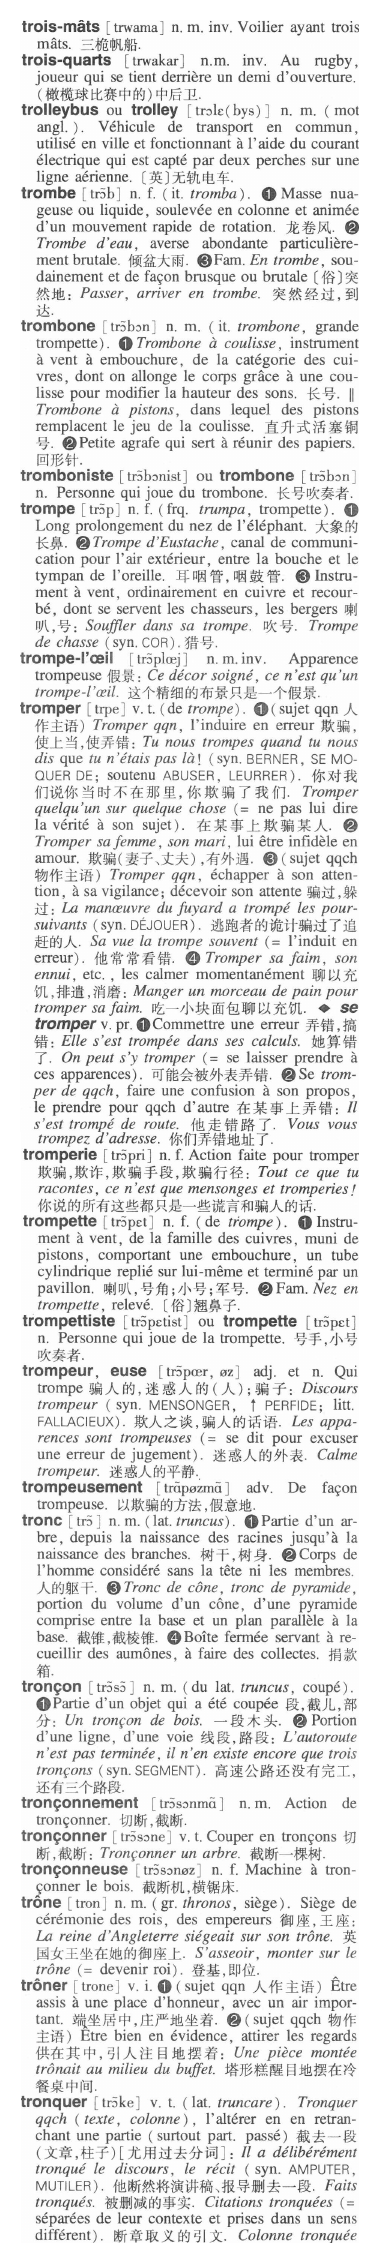 trois-mâts [trwama] n. m. inv. Voilier ayant trois
mâts. 三桅帆船.
trois-quarts [trwakar] n.m. inv. Au rugby,
joueur qui se tient derrière un demi d'ouverture.
(橄榄球比赛中的)中后卫.
trolleybus ou trolley [trɔlɛ(bys)] n. m. (mot
angl.). Véhicule de transport en commun,
utilisé en ville et fonctionnant à l'aide du courant
électrique qui est capté par deux perches sur une
ligne aérienne. 〔英〕无轨电车.
trombe [trɔ̃b] n. f. (it. tromba). ❶ Masse nua-
geuse ou liquide, soulevée en colonne et animée
d'un mouvement rapide de rotation. 龙卷风. ❷
Trombe d'eau, averse abondante particulière-
ment brutale. 倾盆大雨. ❸Fam. En trombe, sou-
dainement et de façon brusque ou brutale〔俗〕突
然地: Passer, arriver en trombe. 突然经过,到
达.
trombone [trɔ̃bɔn] n. m. (it. trombone, grande
trompette). ❶ Trombone à coulisse, instrument
à vent à embouchure, de la catégorie des cui-
vres, dont on allonge le corps grâce à une cou-
lisse pour modifier la hauteur des sons. 长号. ‖
Trombone à pistons, dans lequel des pistons
remplacent le jeu de la coulisse. 直升式活塞铜
号. ❷Petite agrafe qui sert à réunir des papiers.
回形针.
tromboniste [trɔ̃bɔnist] ou trombone [trɔ̃bɔn]
n. Personne qui joue du trombone. 长号吹奏者.
trompe [trɔ̃p] n. f. (frq. trumpa, trompette). ❶
Long prolongement du nez de l'éléphant. 大象的
长鼻. ❷Trompe d'Eustache, canal de communi-
cation pour l'air extérieur, entre la bouche et le
tympan de l'oreille. 耳咽管,咽鼓管. ❸ Instru-
ment à vent, ordinairement en cuivre et recour-
bé, dont se servent les chasseurs, les bergers 喇
叭,号: Souffler dans sa trompe. 吹号. Trompe
de chasse (syn. COR). 猎号.
trompe-l'œil [trɔ̃plœj] n. m. inv. Apparence
trompeuse 假景: Ce décor soigné, ce n'est qu'un
trompe-l'œil. 这个精细的布景只是一个假景.
tromper [trpe] v. t. (de trompe). ❶(sujet qqn 人
作主语) Tromper qqn, l'induire en erreur 欺骗,
使上当,使弄错: Tu nous trompes quand tu nous
dis que tu n'étais pas là! (syn. BERNER, SE MO-
QUER DE; soutenu ABUSER, LEURRER). 你对我
们说你当时不在那里,你欺骗了我们. Tromper
quelqu'un sur quelque chose (= ne pas lui dire
la vérité à son sujet). 在某事上欺骗某人. ❷
Tromper sa femme, son mari, lui être infidèle en
amour. 欺骗(妻子、丈夫),有外遇. ❸(sujet qqch
物作主语) Tromper qqn, échapper à son atten-
tion, à sa vigilance; décevoir son attente 骗过,躲
过: La manœuvre du fuyard a trompé les pour-
suivants (syn. DÉJOUER). 逃跑者的诡计骗过了追
赶的人. Sa vue la trompe souvent (= l'induit en
erreur). 他常常看错. ❹ Tromper sa faim, son
ennui, etc., les calmer momentanément 聊以充
饥,排遣,消磨: Manger un morceau de pain pour
tromper sa faim. 吃一小块面包聊以充饥. ◆ se
tromper v. pr. ❶Commettre une erreur 弄错,搞
错: Elle s'est trompée dans ses calculs. 她算错
了. On peut s'y tromper (= se laisser prendre à
ces apparences). 可能会被外表弄错. ❷Se trom-
per de qqch, faire une confusion à son propos,
le prendre pour qqch d'autre 在某事上弄错: Il
s'est trompé de route. 他走错路了. Vous vous
trompez d'adresse. 你们弄错地址了.
tromperie [trɔ̃pri] n. f. Action faite pour tromper
欺骗,欺诈,欺骗手段,欺骗行径: Tout ce que tu
racontes, ce n'est que mensonges et tromperies!
你说的所有这些都只是一些谎言和骗人的话.
trompette [trɔ̃pɛt] n. f. (de trompe). ❶ Instru-
ment à vent, de la famille des cuivres, muni de
pistons, comportant une embouchure, un tube
cylindrique replié sur lui-même et terminé par un
pavillon. 喇叭,号角;小号;军号. ❷Fam. Nez en
trompette, relevé. 〔俗〕翘鼻子.
trompettiste [trɔ̃pɛtist] ou trompette [trɔ̃pɛt]
n. Personne qui joue de la trompette. 号手,小号
吹奏者.
trompeur, euse [trɔ̃pœr, øz] adj. et n. Qui
trompe 骗人的,迷惑人的(人);骗子: Discours
trompeur (syn. MENSONGER, ↑ PERFIDE; litt.
FALLACIEUX). 欺人之谈,骗人的话语. Les appa-
rences sont trompeuses (= se dit pour excuser
une erreur de jugement). 迷惑人的外表. Calme
trompeur. 迷惑人的平静.
trompeusement [trɑ̃pøzmɑ̃] adv. De façon
trompeuse. 以欺骗的方法,假意地.
tronc [trɔ̃] n. m. (lat. truncus). ❶Partie d'un ar-
bre, depuis la naissance des racines jusqu'à la
naissance des branches. 树干,树身. ❷Corps de
l'homme considéré sans la tête ni les membres.
人的躯干. ❸Tronc de cône, tronc de pyramide,
portion du volume d'un cône, d'une pyramide
comprise entre la base et un plan parallèle à la
base. 截锥,截棱锥. ❹Boîte fermée servant à re-
cueillir des aumônes, à faire des collectes. 捐款
箱.
tronçon [trɔ̃sɔ̃] n. m. (du lat. truncus, coupé).
❶Partie d'un objet qui a été coupée 段,截儿,部
分: Un tronçon de bois. 一段木头. ❷ Portion
d'une ligne, d'une voie 线段,路段: L'autoroute
n'est pas terminée, il n'en existe encore que trois
tronçons (syn. SEGMENT). 高速公路还没有完工,
还有三个路段.
tronçonnement [trɔ̃sɔnmɑ̃] n. m. Action de
tronçonner. 切断,截断.
tronçonner [trɔ̃sɔne] v. t. Couper en tronçons 切
断,截断: Tronçonner un arbre. 截断一棵树.
tronçonneuse [trɔ̃sɔnøz] n. f. Machine à tron-
çonner le bois. 截断机,横锯床.
trône [tron] n. m. (gr. thronos, siège). Siège de
cérémonie des rois, des empereurs 御座,王座:
La reine d'Angleterre siégeait sur son trône. 英
国女王坐在她的御座上. S'asseoir, monter sur le
trône (= devenir roi). 登基,即位.
trôner [trone] v. i. ❶(sujet qqn 人作主语) Être
assis à une place d'honneur, avec un air impor-
tant. 端坐居中,庄严地坐着. ❷(sujet qqch 物作
主语) Être bien en évidence, attirer les regards
供在其中,引人注目地摆着: Une pièce montée
trônait au milieu du buffet. 塔形糕醒目地摆在冷
餐桌中间.
tronquer [trɔ̃ke] v. t. (lat. truncare). Tronquer
qqch (texte, colonne), l'altérer en en retran-
chant une partie (surtout part. passé) 截去一段
(文章,柱子)[尤用过去分词]: Il a délibérément
tronqué le discours, le récit (syn. AMPUTER,
MUTILER). 他断然将演讲稿、报导删去一段. Faits
tronqués. 被删减的事实. Citations tronquées (=
séparées de leur contexte et prises dans un sens
différent). 断章取义的引文. Colonne tronquée